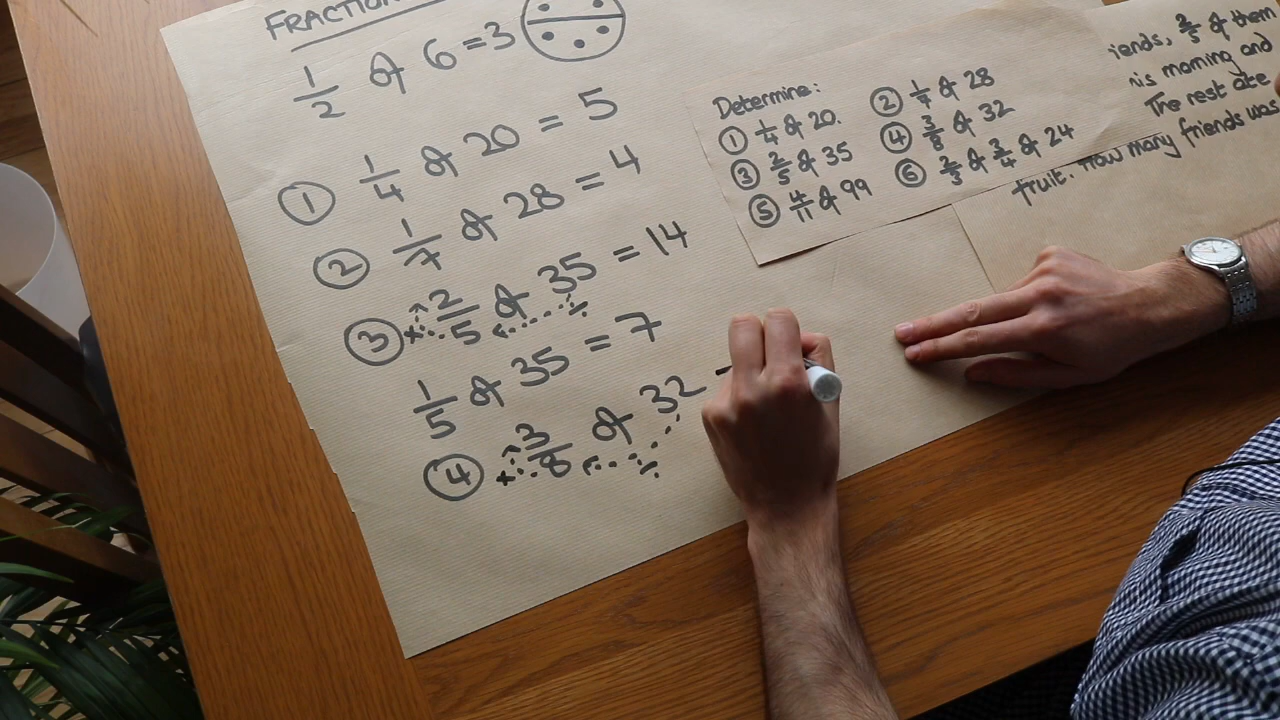 FRACTION
1/2 of 6 = 3
① 1/4 of 20 = 5
② 1/7 of 28 = 4
③ 2/5 of 35 = 14
1/5 of 35 = 7
④ 3/8 of 32
Determine:
① 1/4 of 20. ② 1/7 of 28
③ 2/5 of 35 ④ 3/8 of 32
⑤ 4/11 of 99 ⑥ 2/3 of 3/4 of 24
iends, 2/5 of them
is morning and
The rest ate
fruit. How many friends was